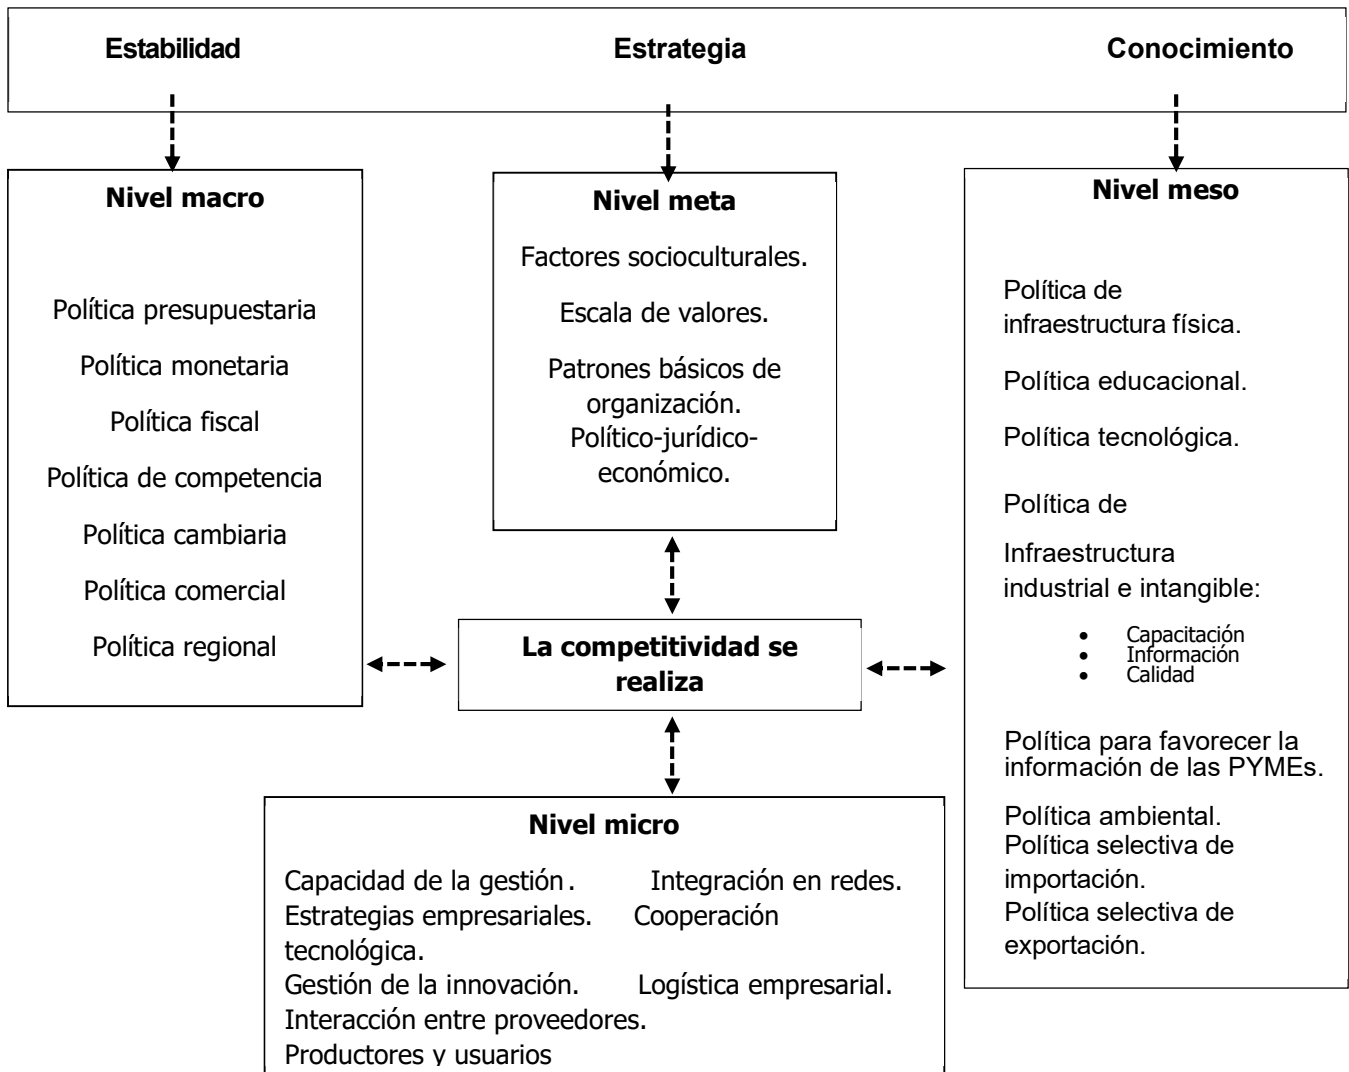 Estabilidad
Estrategia
Conocimiento
Nivel macro
Política presupuestaria
Política monetaria
Política fiscal
Política de competencia
Política cambiaria
Política comercial
Política regional
Nivel meta
Factores socioculturales.
Escala de valores.
Patrones básicos de
organización.
Político-jurídico-
económico.
Nivel meso
Política de
infraestructura física.
Política educacional.
Política tecnológica.
Política de
Infraestructura
industrial e intangible:
• Capacitación
• Información
• Calidad
Política para favorecer la
información de las PYMEs.
Política ambiental.
Política selectiva de
importación.
Política selectiva de
exportación.
La competitividad se
realiza
Nivel micro
Capacidad de la gestión. Integración en redes.
Estrategias empresariales. Cooperación
tecnológica.
Gestión de la innovación. Logística empresarial.
Interacción entre proveedores.
Productores y usuarios